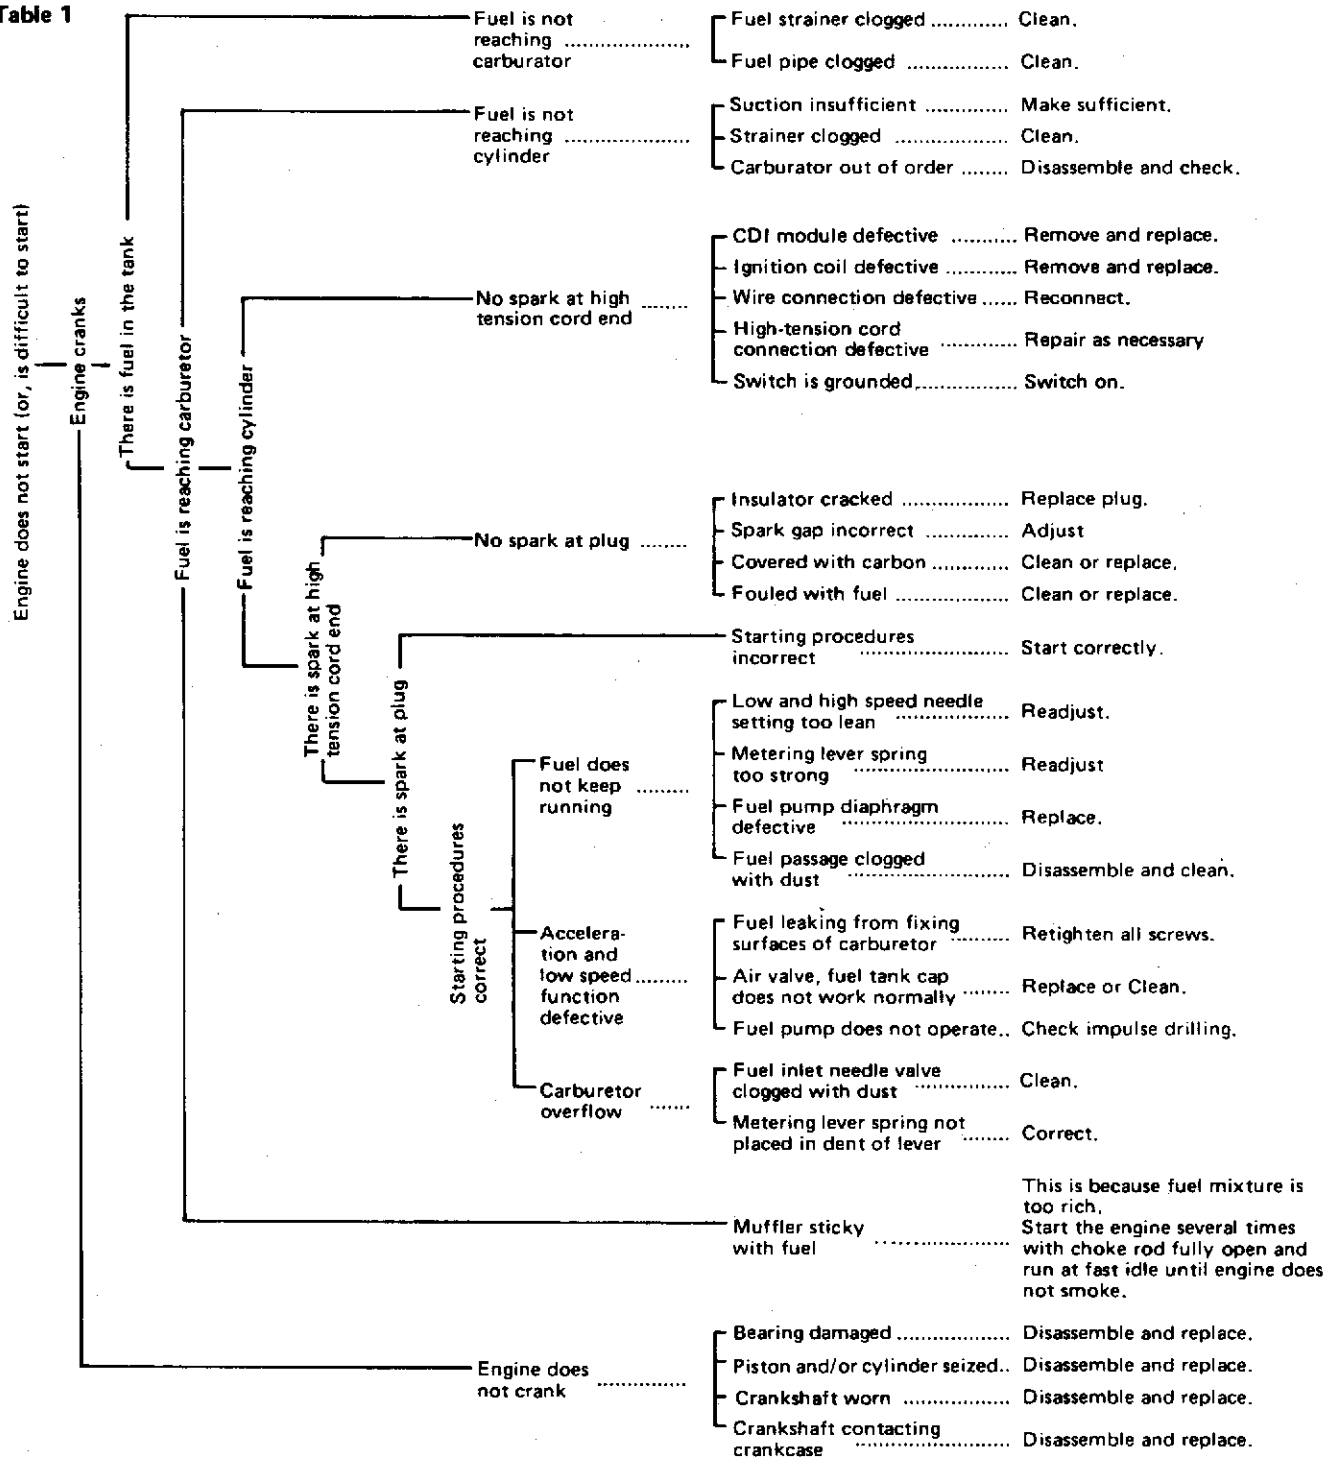 Table 1
Engine does not start (or, is difficult to start)
Engine cranks
There is fuel in the tank
Fuel is reaching carburetor
Fuel is reaching cylinder
There is spark at high
tension cord end
There is spark at plug
Starting procedures
correct
Fuel is not
reaching ......................
carburator
Fuel strainer clogged ............. Clean.
Fuel pipe clogged ................. Clean.
Fuel is not
reaching ......................
cylinder
Suction insufficient .............. Make sufficient.
Strainer clogged ................... Clean.
Carburator out of order ........ Disassemble and check.
No spark at high ........
tension cord end
CDI module defective ........... Remove and replace.
Ignition coil defective ............ Remove and replace.
Wire connection defective ...... Reconnect.
High-tension cord
connection defective ............. Repair as necessary
Switch is grounded ................ Switch on.
No spark at plug ........
Insulator cracked .................. Replace plug.
Spark gap incorrect .............. Adjust
Covered with carbon ............. Clean or replace.
Fouled with fuel ................... Clean or replace.
Starting procedures
incorrect ......................... Start correctly.
Fuel does
not keep .........
running
Low and high speed needle
setting too lean ................... Readjust.
Metering lever spring
too strong ............................... Readjust
Fuel pump diaphragm
defective ............................ Replace.
Fuel passage clogged
with dust ........................... Disassemble and clean.
Accelera-
tion and
low speed .........
function
defective
Fuel leaking from fixing
surfaces of carburetor .......... Retighten all screws.
Air valve, fuel tank cap
does not work normally ........ Replace or Clean.
Fuel pump does not operate.. Check impulse drilling.
Carburetor
overflow ......
Fuel inlet needle valve
clogged with dust ................ Clean.
Metering lever spring not
placed in dent of lever ........ Correct.
Muffler sticky
with fuel .......................
This is because fuel mixture is
too rich.
Start the engine several times
with choke rod fully open and
run at fast idle until engine does
not smoke.
Engine does
not crank ...............
Bearing damaged ................... Disassemble and replace.
Piston and/or cylinder seized.. Disassemble and replace.
Crankshaft worn .................. Disassemble and replace.
Crankshaft contacting
crankcase .......................... Disassemble and replace.